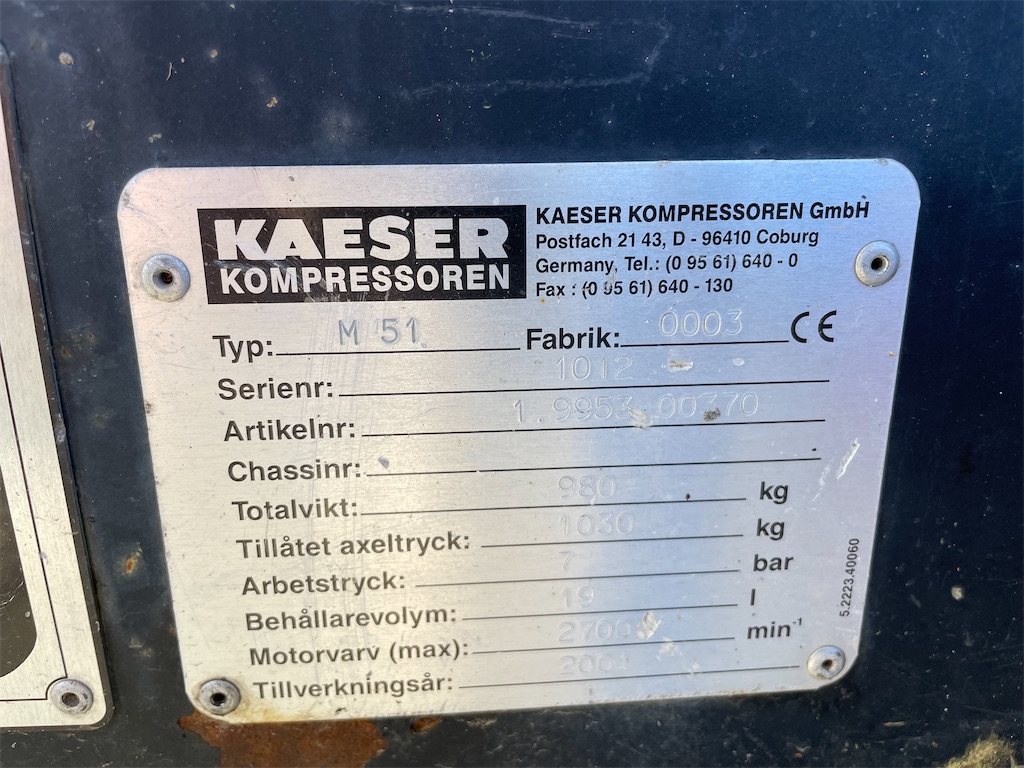 KAESER
KOMPRESSOREN
KAESER KOMPRESSOREN GmbH
Postfach 21 43, D - 96410 Coburg
Germany, Tel.: (0 95 61) 640 - 0
Fax : (0 95 61) 640 - 130
Typ: M 51 Fabrik: 0003 CE
Serienr: 1012
Artikelnr: 1.9953.00370
Chassinr:
Totalvikt: 980 kg
Tillåtet axeltryck: 1030 kg
Arbetstryck: 7 bar
Behållarevolym: 19 l
Motorvarv (max): 2700 min⁻¹
Tillverkningsår: 2001
5.2223.40060